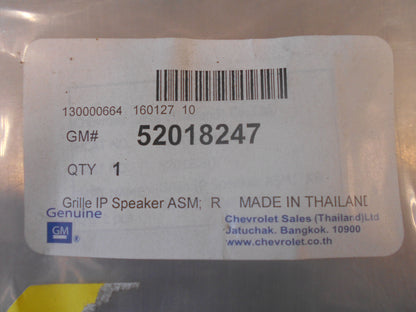 130000664 160127 10
GM# 52018247
QTY 1
Grille IP Speaker ASM; R MADE IN THAILAND
Genuine
GM ®
Chevrolet Sales (Thailand)Ltd
Jatuchak. Bangkok. 10900
www.chevrolet.co.th